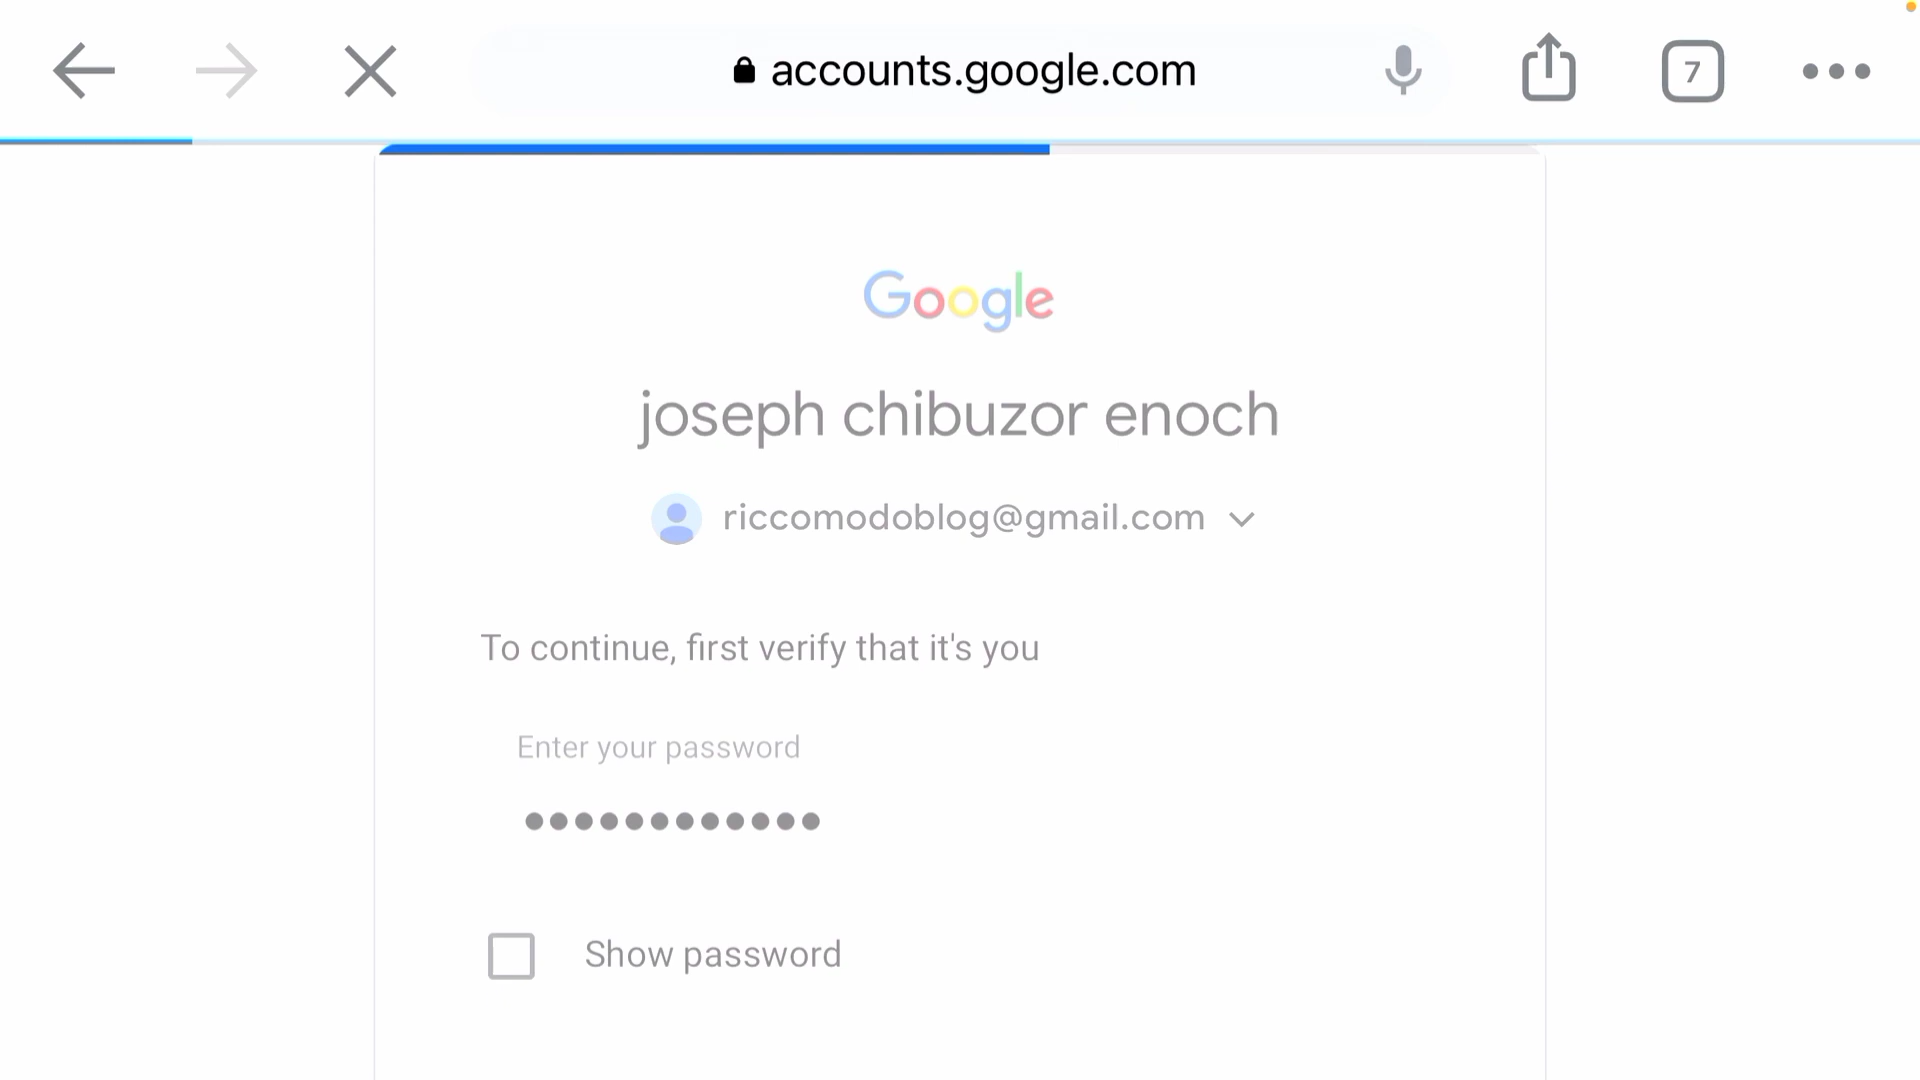 accounts.google.com
7
Google
joseph chibuzor enoch
riccomodoblog@gmail.com
To continue, first verify that it's you
Enter your password
Show password